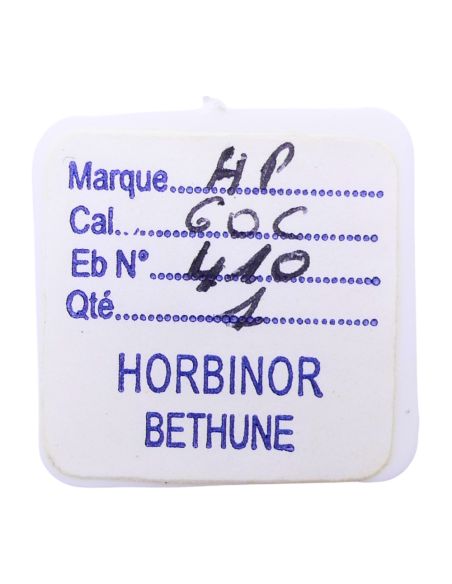 Marque HP
Cal. 60C
Eb N° 410
Qté 1
HORBINOR
BETHUNE